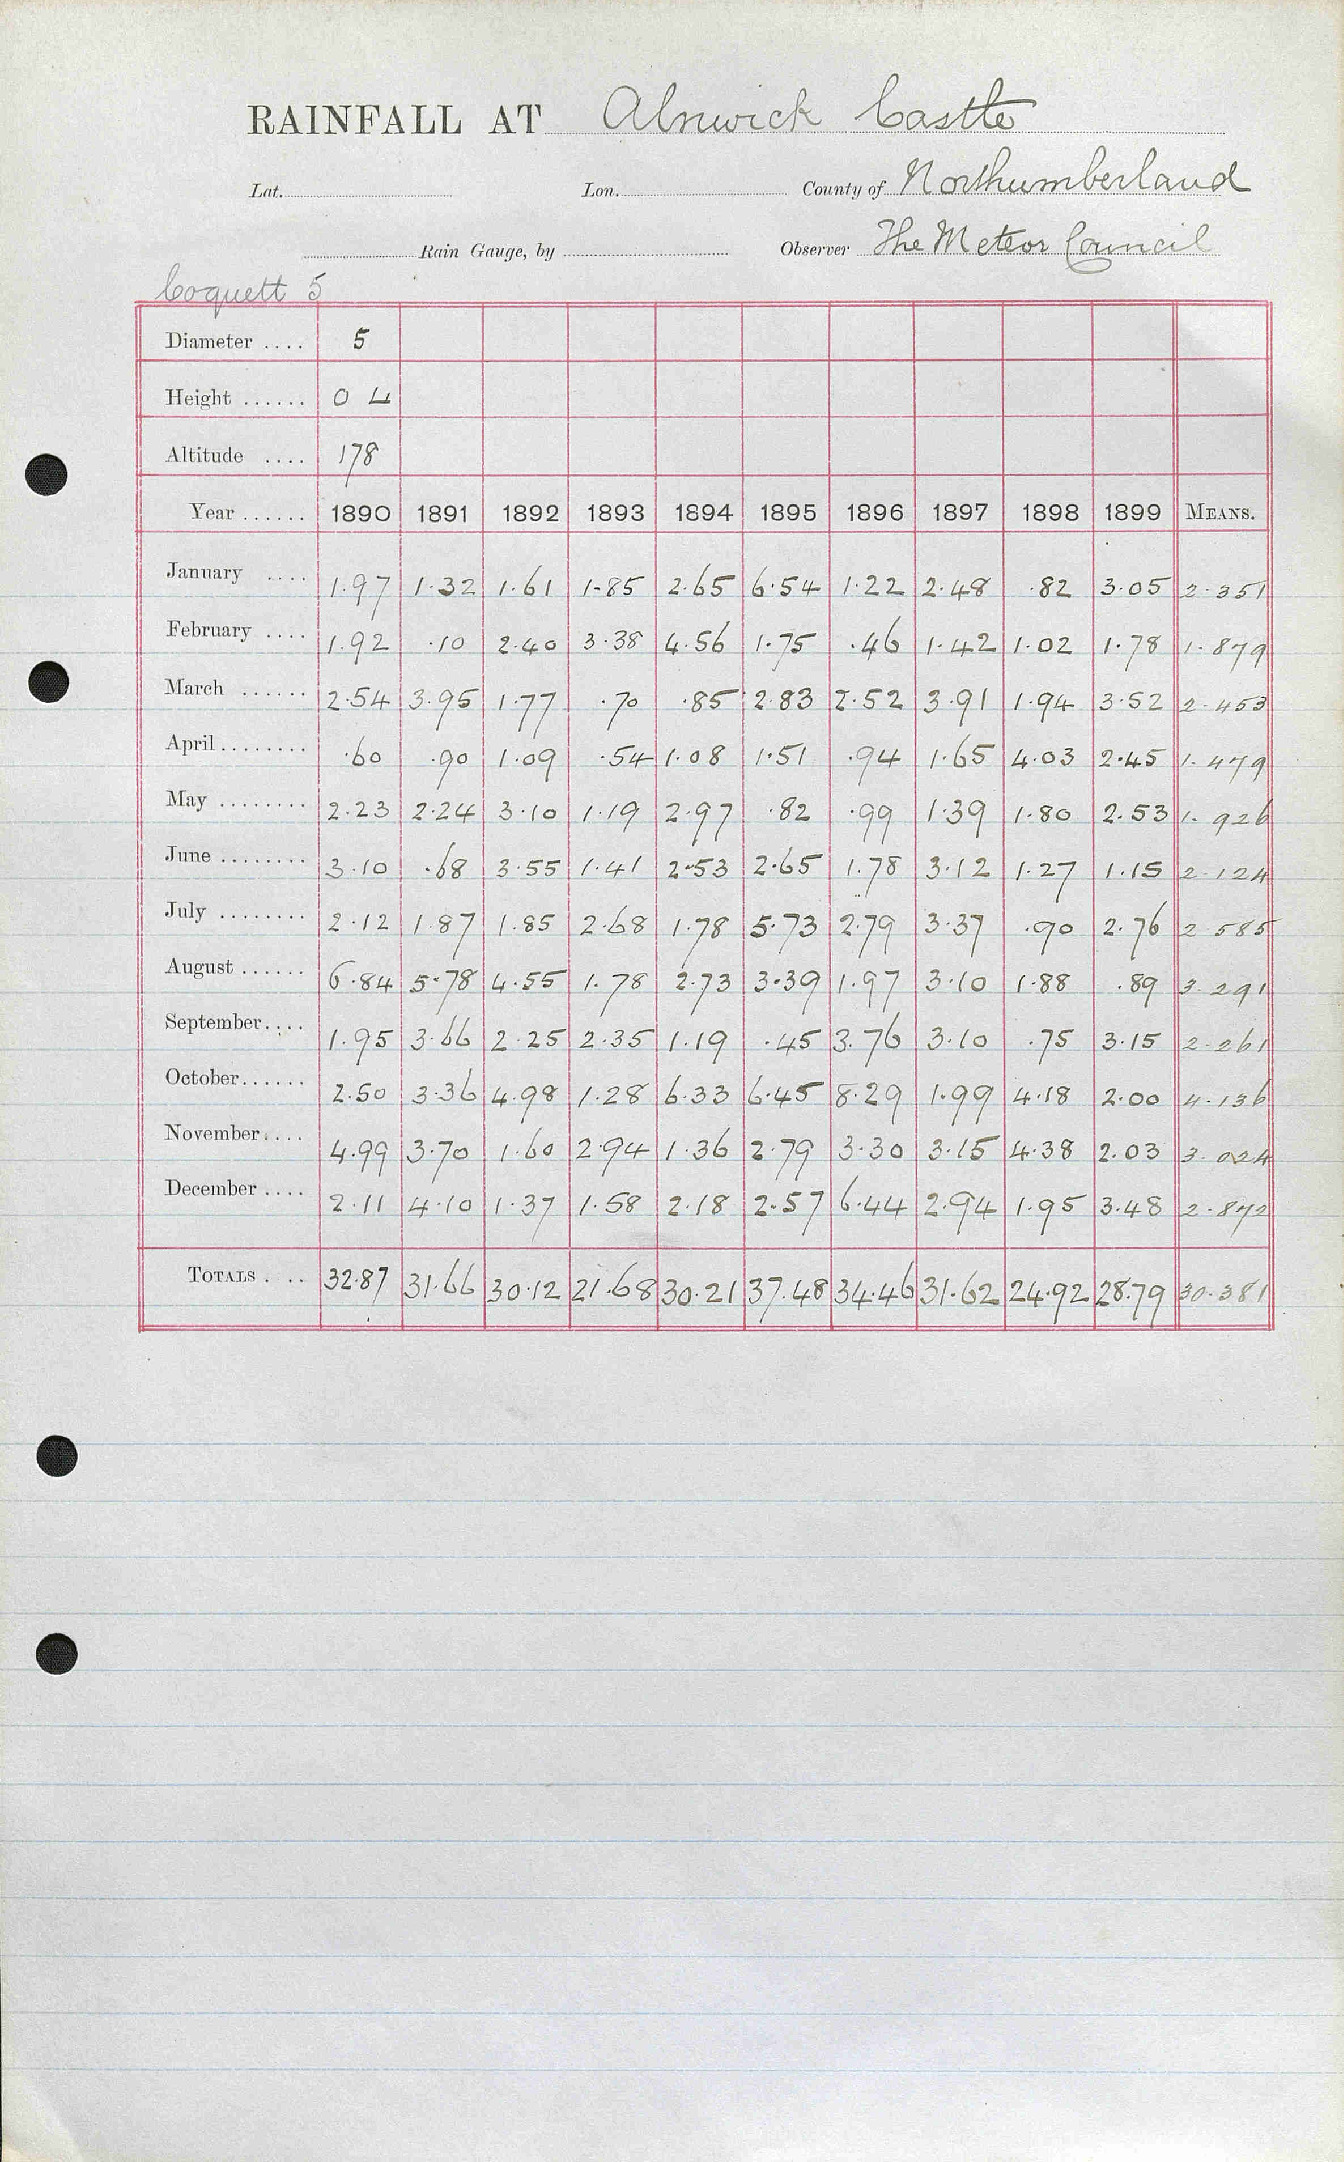 RAINFALL AT Alnwick Castle
Lat. Lon. County of Northumberland
Rain Gauge, by Observer The Meteor Council
Coquett 5
Diameter .... 5
Height ...... 0 4
Altitude .... 178
Year ...... 1890 1891 1892 1893 1894 1895 1896 1897 1898 1899 MEANS.
January .... 1.97 1.32 1.61 1.85 2.65 6.54 1.22 2.48 .82 3.05 2.351
February .... 1.92 .10 2.40 3.38 4.56 1.75 .46 1.42 1.02 1.78 1.879
March ...... 2.54 3.95 1.77 .70 .85 2.83 2.52 3.91 1.94 3.52 2.453
April ........ .60 .90 1.09 .54 1.08 1.51 .94 1.65 4.03 2.45 1.479
May ........ 2.23 2.24 3.10 1.19 2.97 .82 .99 1.39 1.80 2.53 1.926
June ........ 3.10 .68 3.55 1.41 2.53 2.65 1.78 3.12 1.27 1.15 2.124
July ........ 2.12 1.87 1.85 2.68 1.78 5.73 2.79 3.37 .90 2.76 2.585
August ...... 6.84 5.78 4.55 1.78 2.73 3.39 1.97 3.10 1.88 .89 3.291
September.... 1.95 3.66 2.25 2.35 1.19 .45 3.76 3.10 .75 3.15 2.261
October...... 2.50 3.36 4.98 1.28 6.33 6.45 8.29 1.99 4.18 2.00 4.136
November.... 4.99 3.70 1.60 2.94 1.36 2.79 3.30 3.15 4.38 2.03 3.024
December .... 2.11 4.10 1.37 1.58 2.18 2.57 6.44 2.94 1.95 3.48 2.872
TOTALS . .. 32.87 31.66 30.12 21.68 30.21 37.48 34.46 31.62 24.92 28.79 30.381